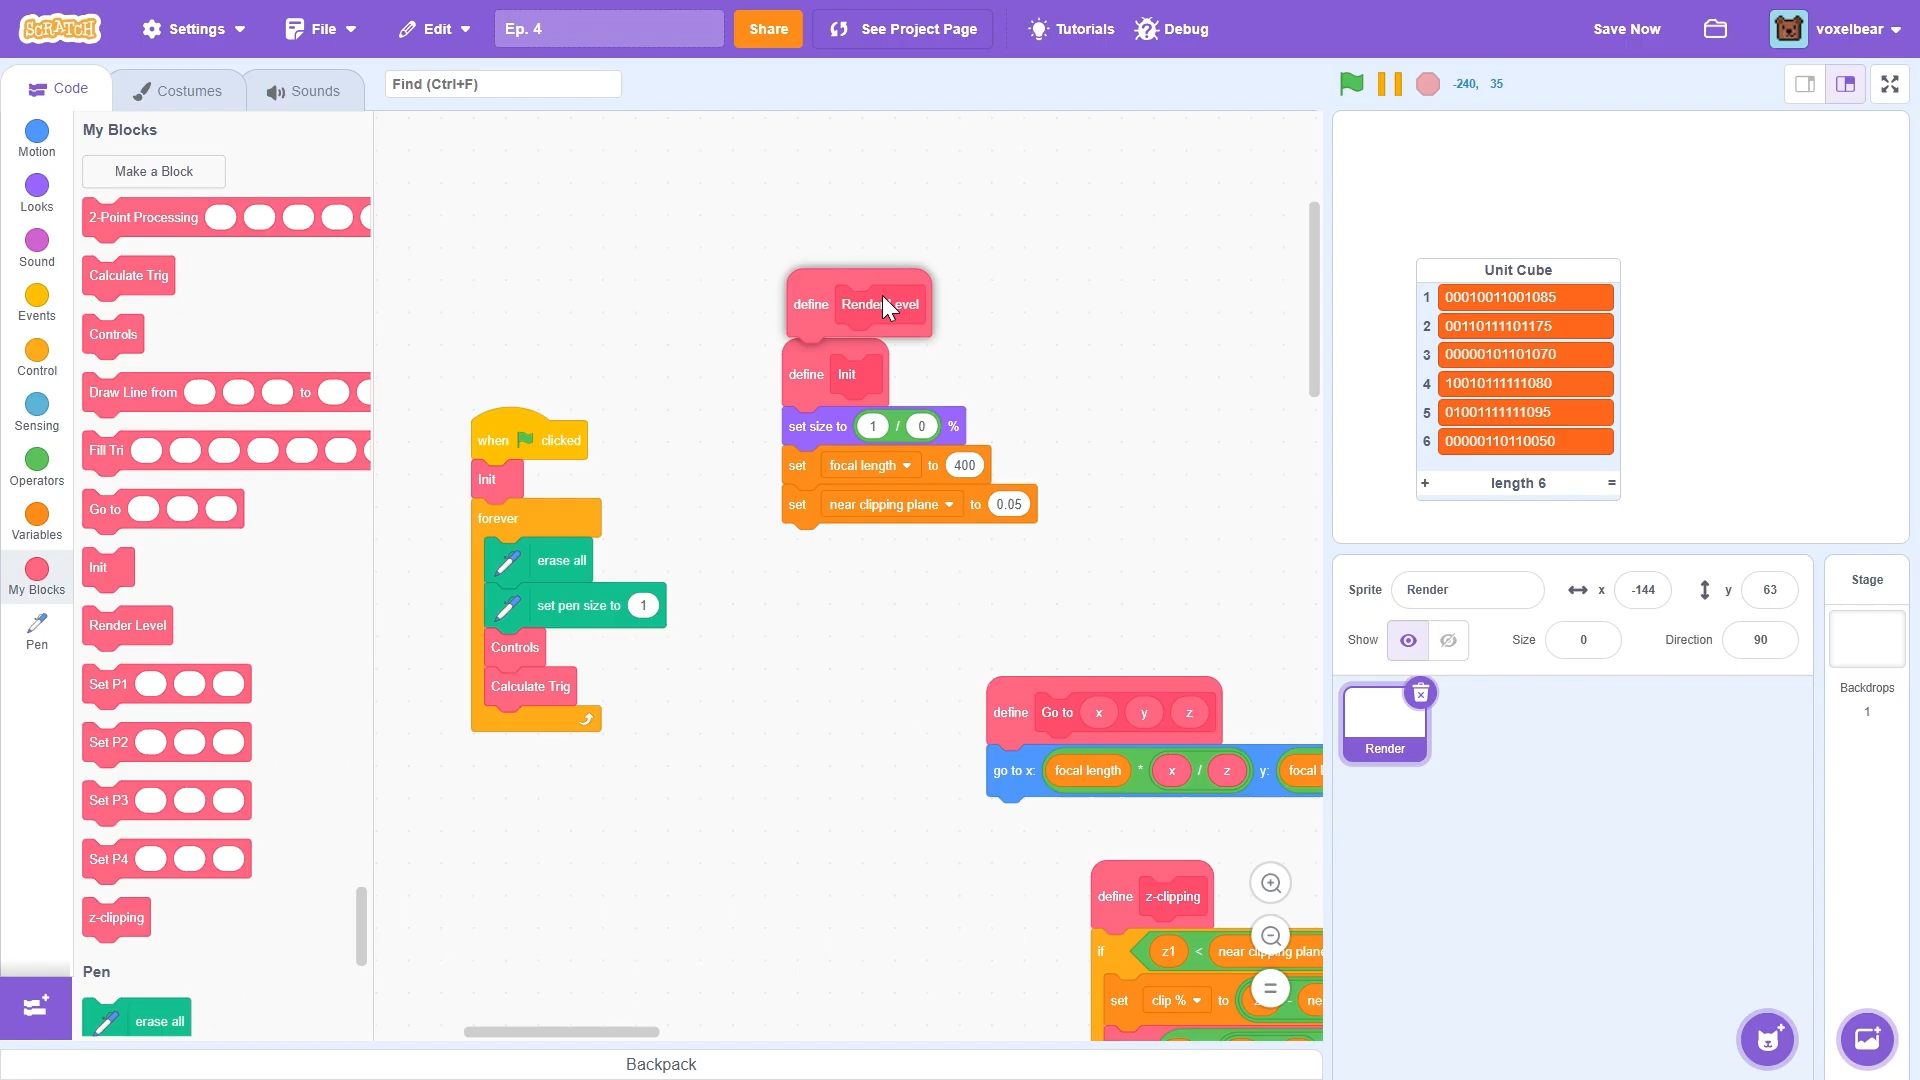 SCRATCH Settings File Edit Ep. 4 Share See Project Page Tutorials Debug Save Now voxelbear
Code Costumes Sounds Find (Ctrl+F) -240, 35
Motion
Looks
Sound
Events
Control
Sensing
Operators
Variables
My Blocks
Pen
My Blocks
Make a Block
2-Point Processing
Calculate Trig
Controls
Draw Line from to
Fill Tri
Go to
Init
Render Level
Set P1
Set P2
Set P3
Set P4
z-clipping
Pen
erase all
when clicked
Init
forever
erase all
set pen size to 1
Controls
Calculate Trig
define Render Level
define Init
set size to 1 / 0 %
set focal length to 400
set near clipping plane to 0.05
define Go to x y z
go to x: focal length * x / z y: focal l
define z-clipping
if z1 < near clipping plane
set clip % to - ne
Unit Cube
1 00010011001085
2 00110111101175
3 00000101101070
4 10010111111080
5 01001111111095
6 00000110110050
+ length 6 =
Sprite Render x -144 y 63
Show Size 0 Direction 90
Render
Stage
Backdrops
1
Backpack